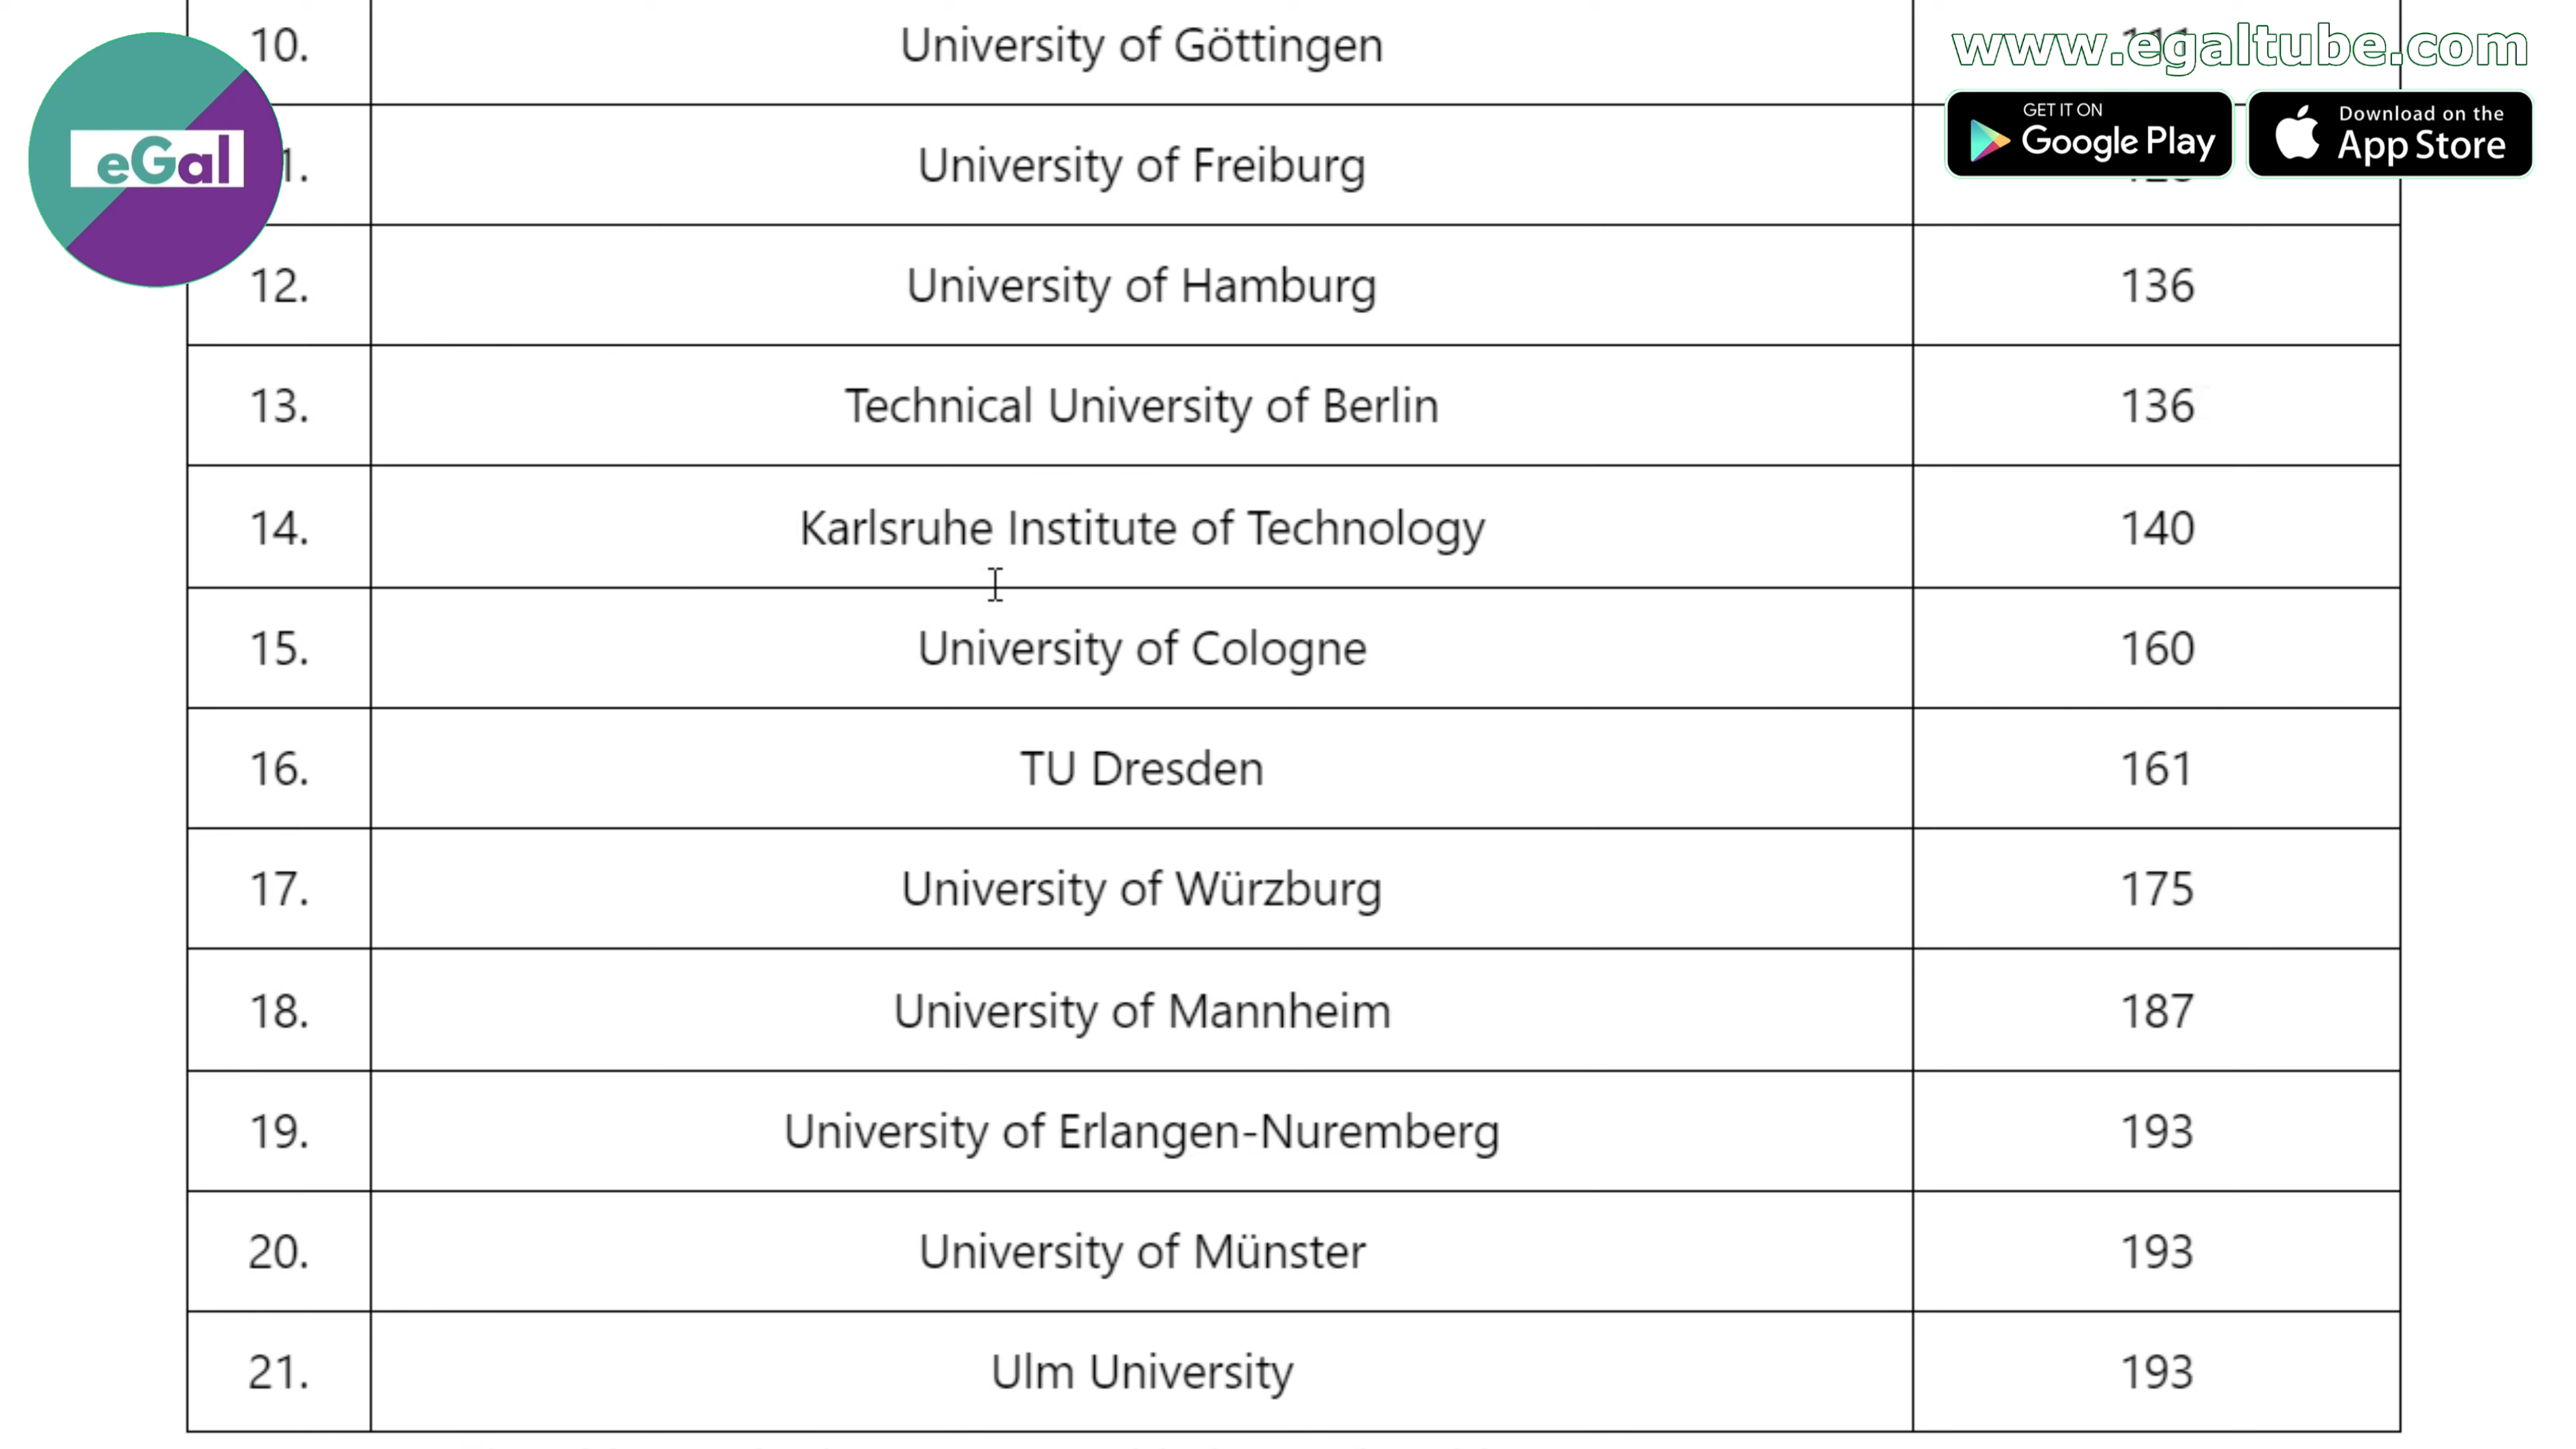 10. University of Göttingen
www.egaltube.com
eGal
GET IT ON
Google Play
Download on the
App Store
University of Freiburg
12. University of Hamburg 136
13. Technical University of Berlin 136
14. Karlsruhe Institute of Technology 140
15. University of Cologne 160
16. TU Dresden 161
17. University of Würzburg 175
18. University of Mannheim 187
19. University of Erlangen-Nuremberg 193
20. University of Münster 193
21. Ulm University 193